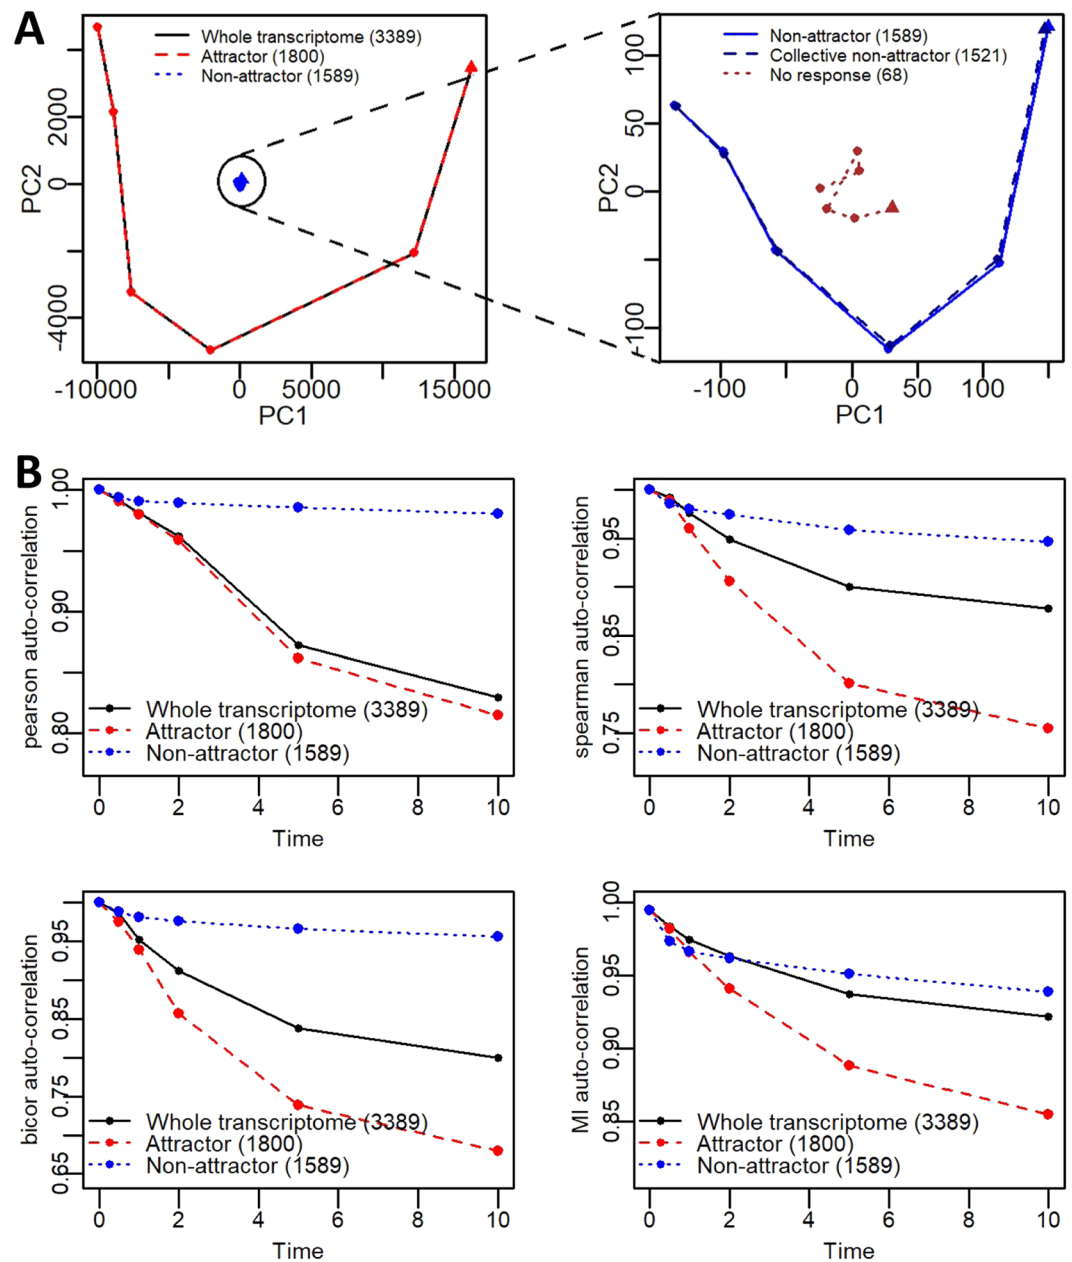 A
Whole transcriptome (3389)
Attractor (1800)
Non-attractor (1589)
PC2
2000
0
-4000
-10000 0 5000 15000
PC1
Non-attractor (1589)
Collective non-attractor (1521)
No response (68)
PC2
100
50
0
-100
-100 0 50 100
PC1
B
pearson auto-correlation
1.00
0.90
0.80
Whole transcriptome (3389)
Attractor (1800)
Non-attractor (1589)
0 2 4 6 8 10
Time
spearman auto-correlation
0.95
0.85
0.75
Whole transcriptome (3389)
Attractor (1800)
Non-attractor (1589)
0 2 4 6 8 10
Time
bicor auto-correlation
0.95
0.85
0.75
0.65
Whole transcriptome (3389)
Attractor (1800)
Non-attractor (1589)
0 2 4 6 8 10
Time
MI auto-correlation
1.00
0.95
0.90
0.85
Whole transcriptome (3389)
Attractor (1800)
Non-attractor (1589)
0 2 4 6 8 10
Time